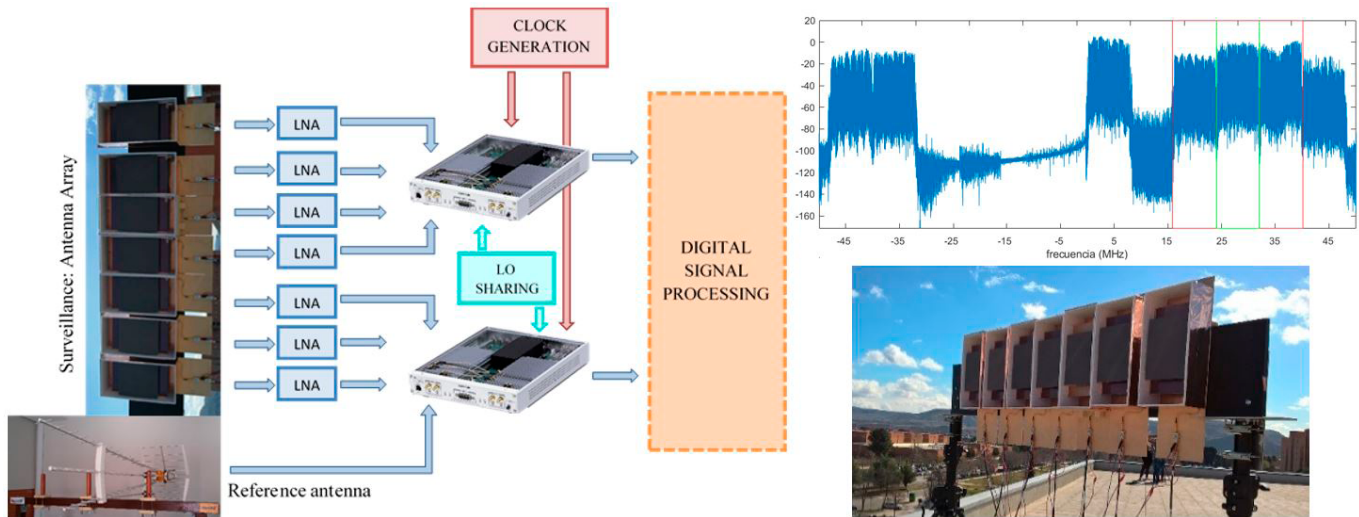 CLOCK
GENERATION
Surveillance: Antenna Array
LNA
LNA
LNA
LNA
LNA
LNA
LNA
LO
SHARING
DIGITAL
SIGNAL
PROCESSING
Reference antenna
20
0
-20
-40
-60
-80
-100
-120
-140
-160
-45
-35
-25
-15
-5
5
15
25
35
45
frecuencia (MHz)